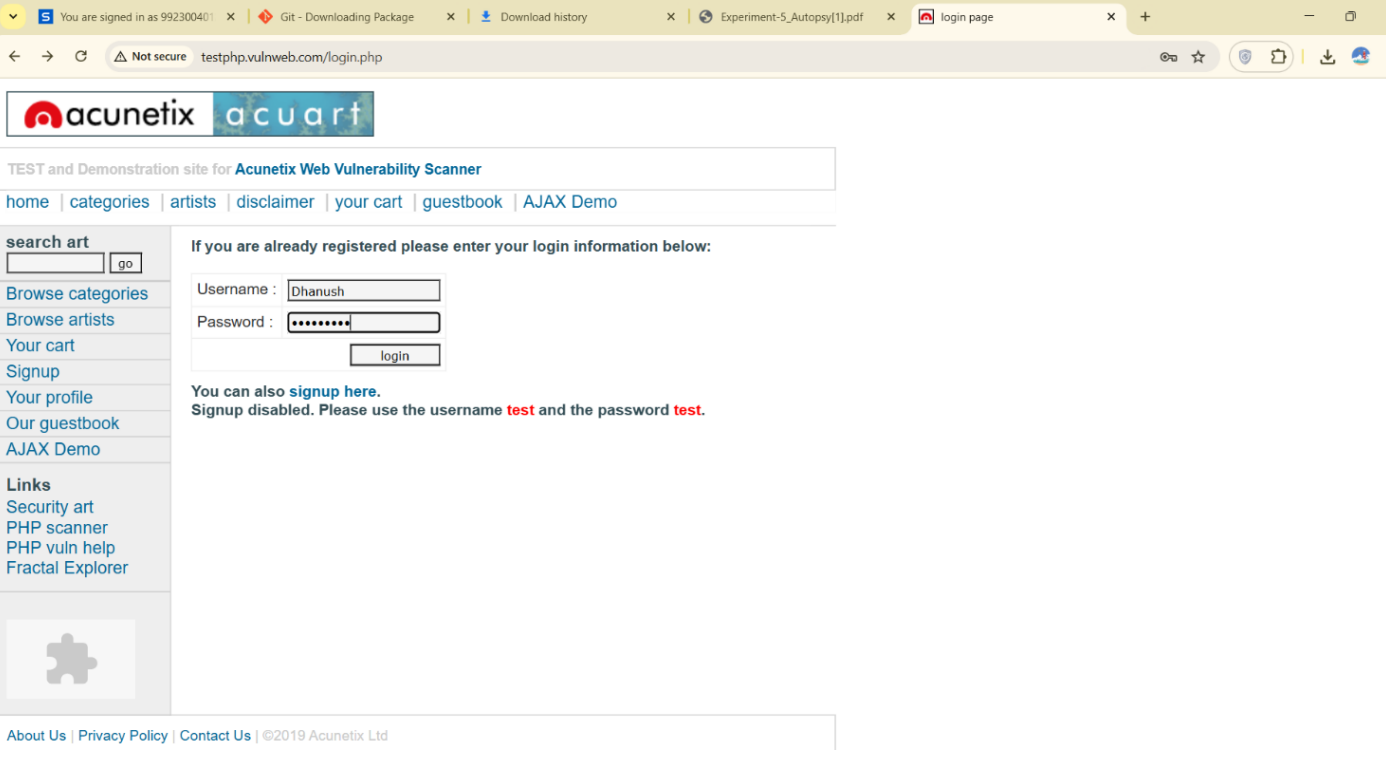 You are signed in as 992300401
Git - Downloading Package
Download history
Experiment-5_Autopsy[1].pdf
login page
Not secure testphp.vulnweb.com/login.php
acunetix acuart
TEST and Demonstration site for Acunetix Web Vulnerability Scanner
home | categories | artists | disclaimer | your cart | guestbook | AJAX Demo
search art
go
Browse categories
Browse artists
Your cart
Signup
Your profile
Our guestbook
AJAX Demo
Links
Security art
PHP scanner
PHP vuln help
Fractal Explorer
If you are already registered please enter your login information below:
Username : Dhanush
Password : •••••••••
login
You can also signup here.
Signup disabled. Please use the username test and the password test.
About Us | Privacy Policy | Contact Us | ©2019 Acunetix Ltd